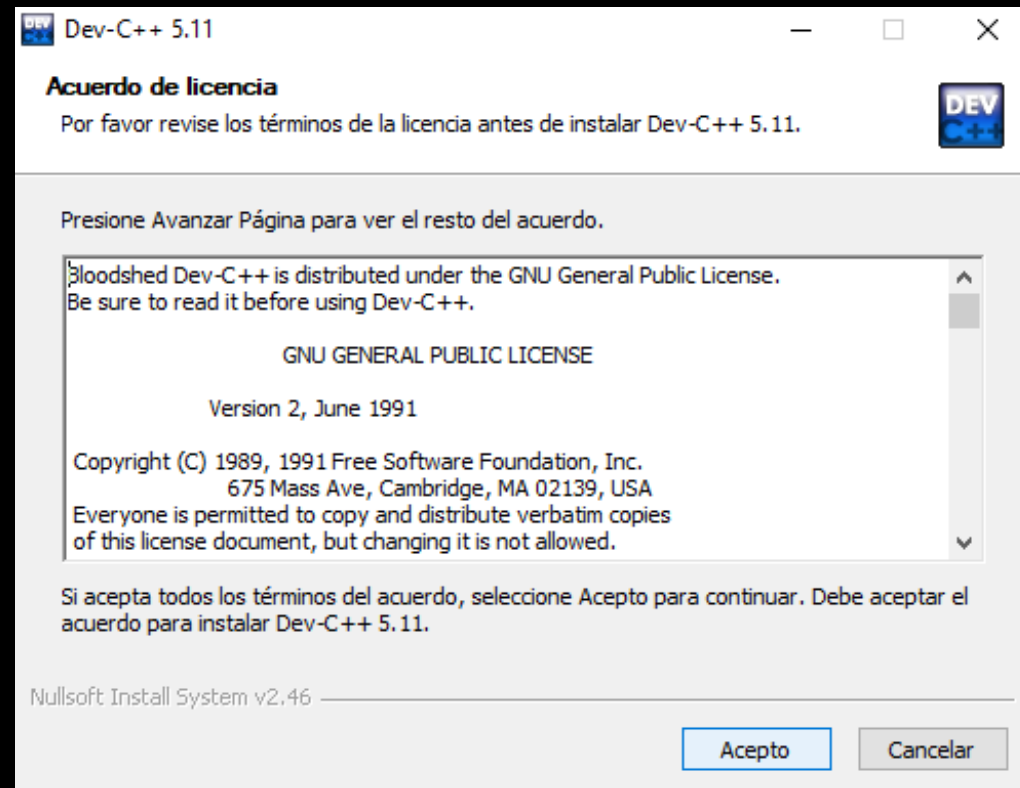 DEV C++ Dev-C++ 5.11
Acuerdo de licencia
Por favor revise los términos de la licencia antes de instalar Dev-C++ 5.11.
DEV
C++
Presione Avanzar Página para ver el resto del acuerdo.
Bloodshed Dev-C++ is distributed under the GNU General Public License.
Be sure to read it before using Dev-C++.
GNU GENERAL PUBLIC LICENSE
Version 2, June 1991
Copyright (C) 1989, 1991 Free Software Foundation, Inc.
675 Mass Ave, Cambridge, MA 02139, USA
Everyone is permitted to copy and distribute verbatim copies
of this license document, but changing it is not allowed.
Si acepta todos los términos del acuerdo, seleccione Acepto para continuar. Debe aceptar el
acuerdo para instalar Dev-C++ 5.11.
Nullsoft Install System v2.46
Acepto Cancelar